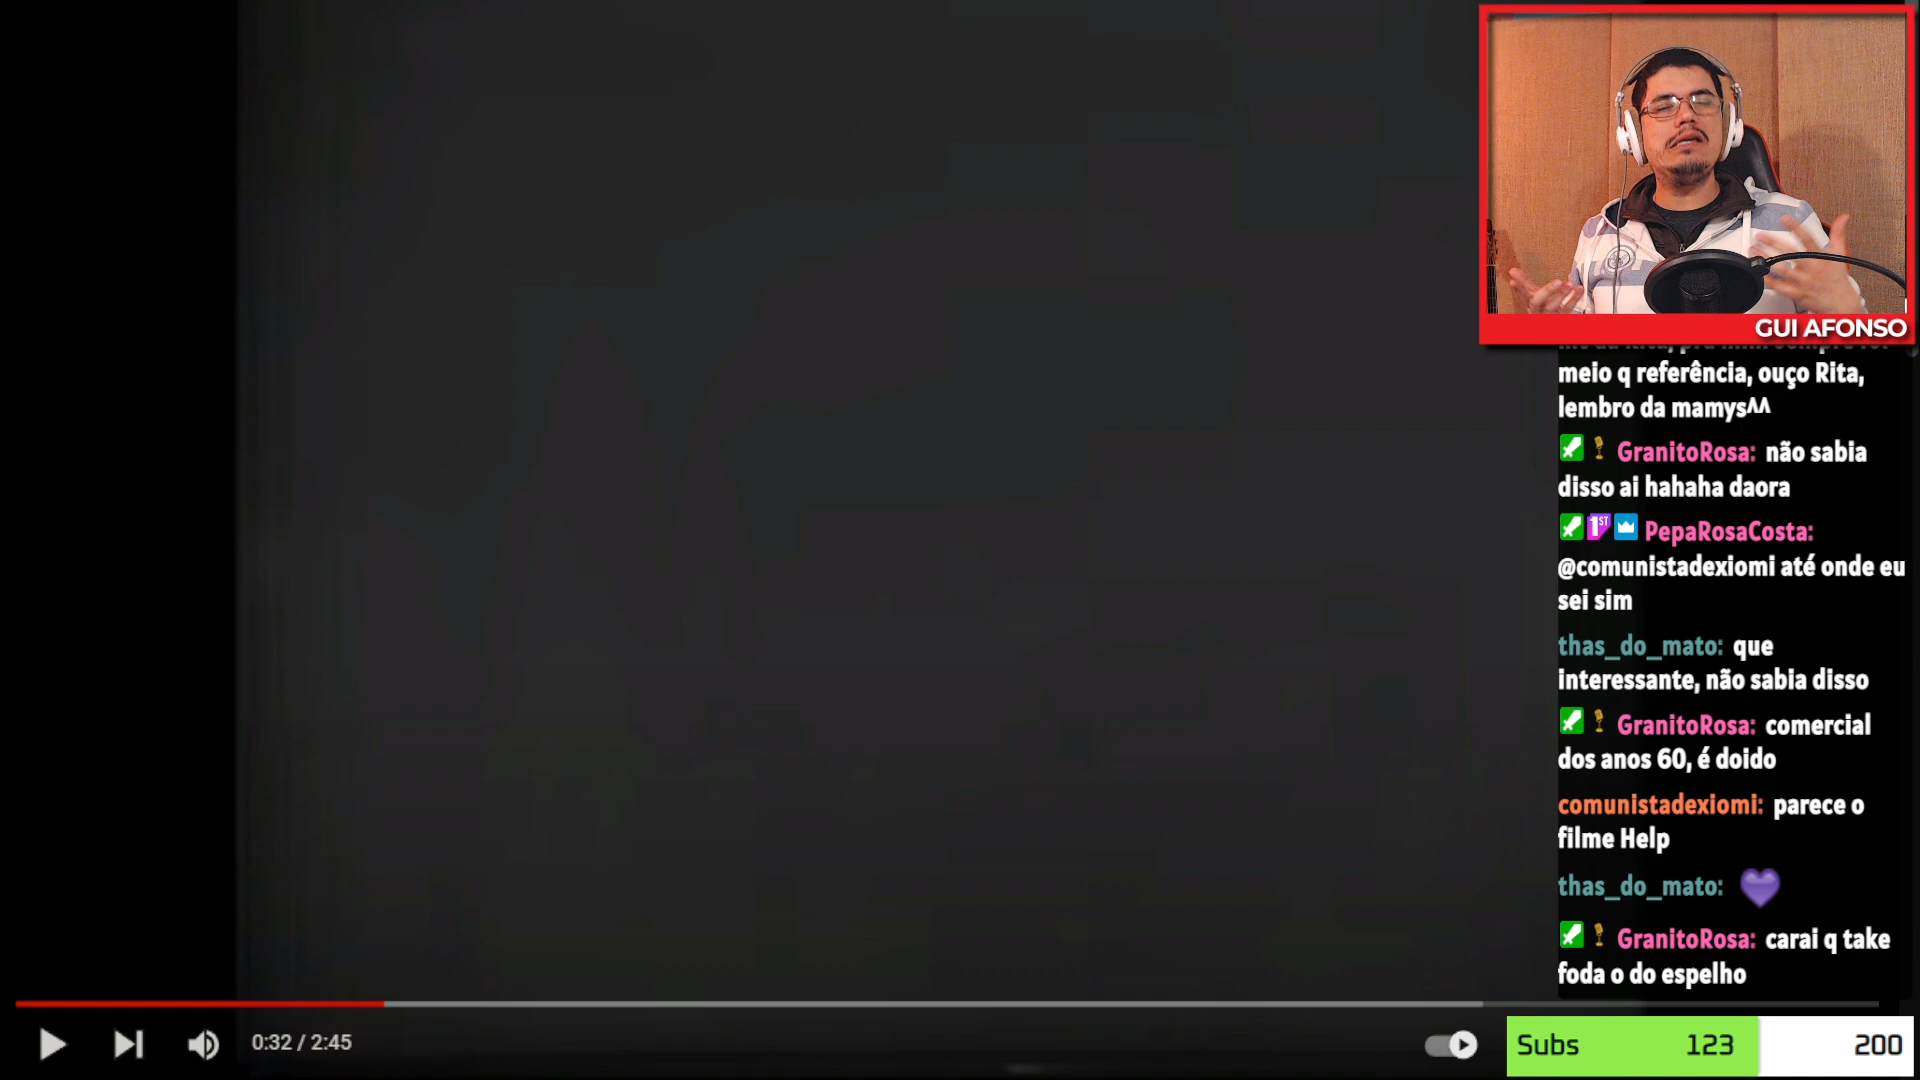 GUI AFONSO
meio q referência, ouço Rita,
lembro da mamys^^
GranitoRosa: não sabia
disso ai hahaha daora
1ST PepaRosaCosta:
@comunistadexiomi até onde eu
sei sim
thas_do_mato: que
interessante, não sabia disso
GranitoRosa: comercial
dos anos 60, é doido
comunistadexiomi: parece o
filme Help
thas_do_mato: 💜
GranitoRosa: carai q take
foda o do espelho
0:32 / 2:45
Subs 123 200